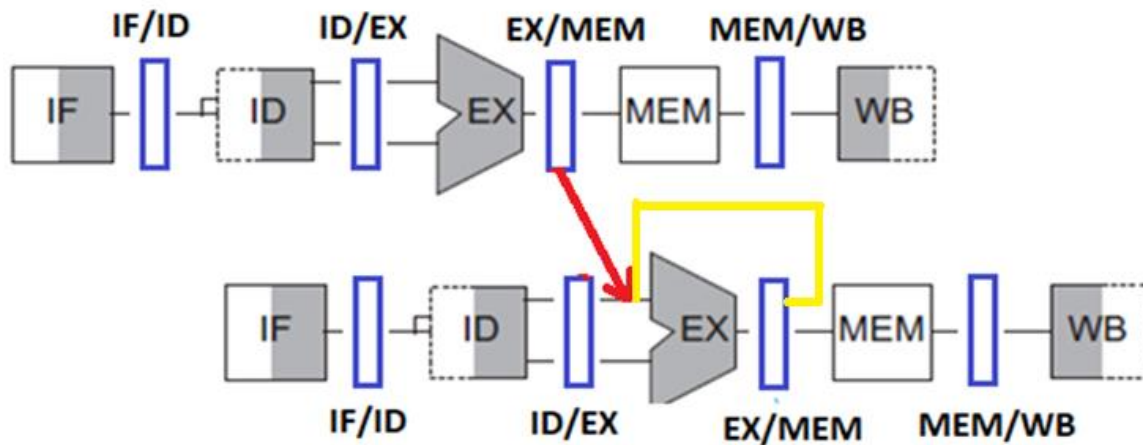 IF/ID ID/EX EX/MEM MEM/WB
IF ID EX MEM WB
IF ID EX MEM WB
IF/ID ID/EX EX/MEM MEM/WB